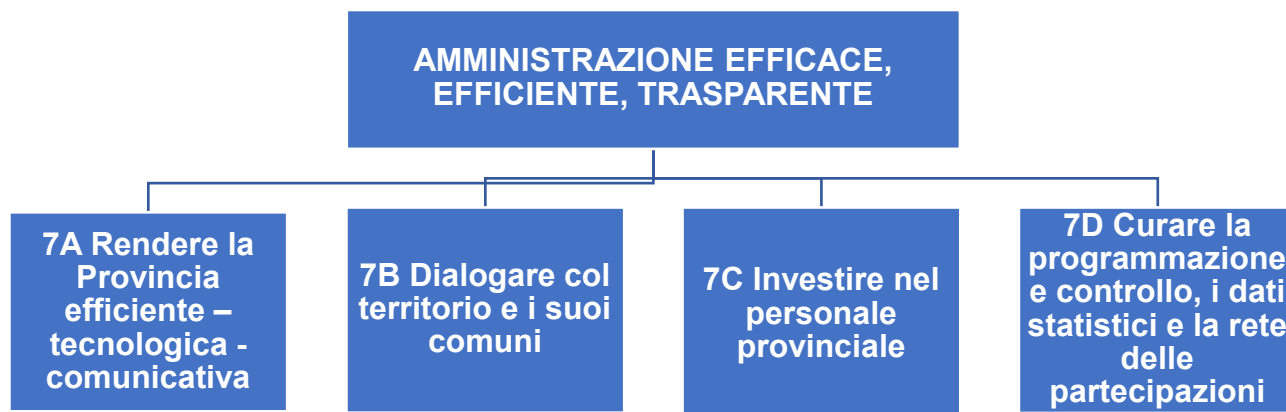 AMMINISTRAZIONE EFFICACE,
EFFICIENTE, TRASPARENTE
7A Rendere la
Provincia
efficiente –
tecnologica -
comunicativa
7B Dialogare col
territorio e i suoi
comuni
7C Investire nel
personale
provinciale
7D Curare la
programmazione
e controllo, i dati
statistici e la rete
delle
partecipazioni